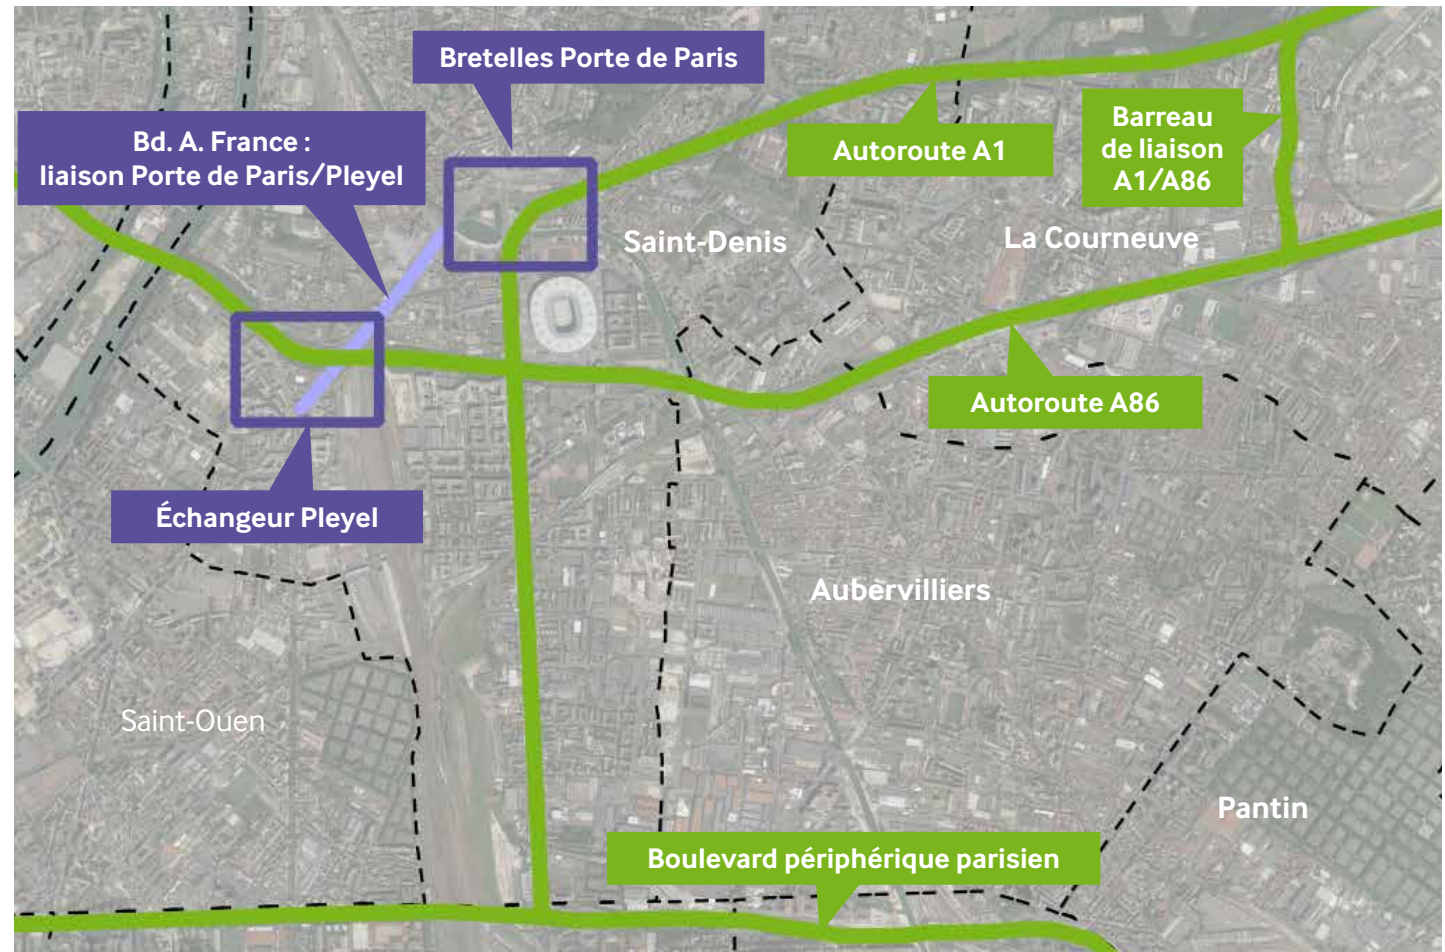 Bretelles Porte de Paris
Bd. A. France :
liaison Porte de Paris/Pleyel
Autoroute A1
Barreau
de liaison
A1/A86
Saint-Denis
La Courneuve
Autoroute A86
Échangeur Pleyel
Aubervilliers
Saint-Ouen
Pantin
Boulevard périphérique parisien